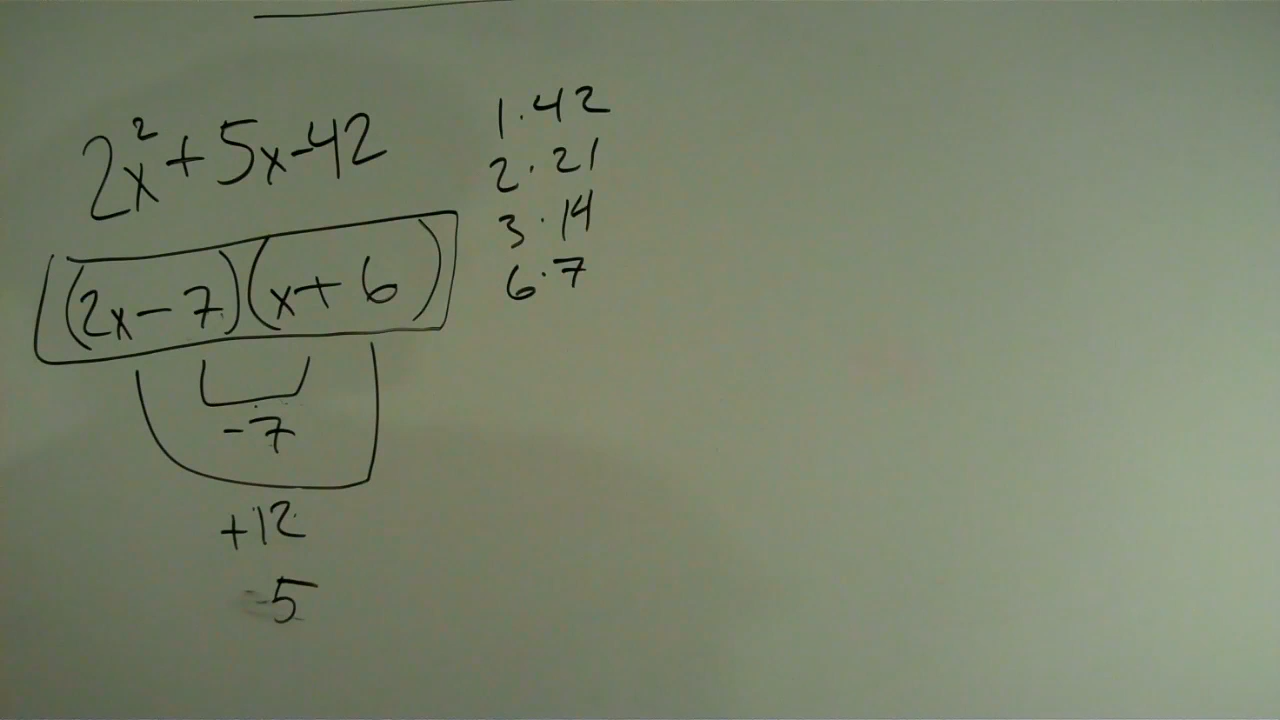 2x² + 5x - 42
(2x - 7)(x + 6)
-7
+12
5
1 · 42
2 · 21
3 · 14
6 · 7